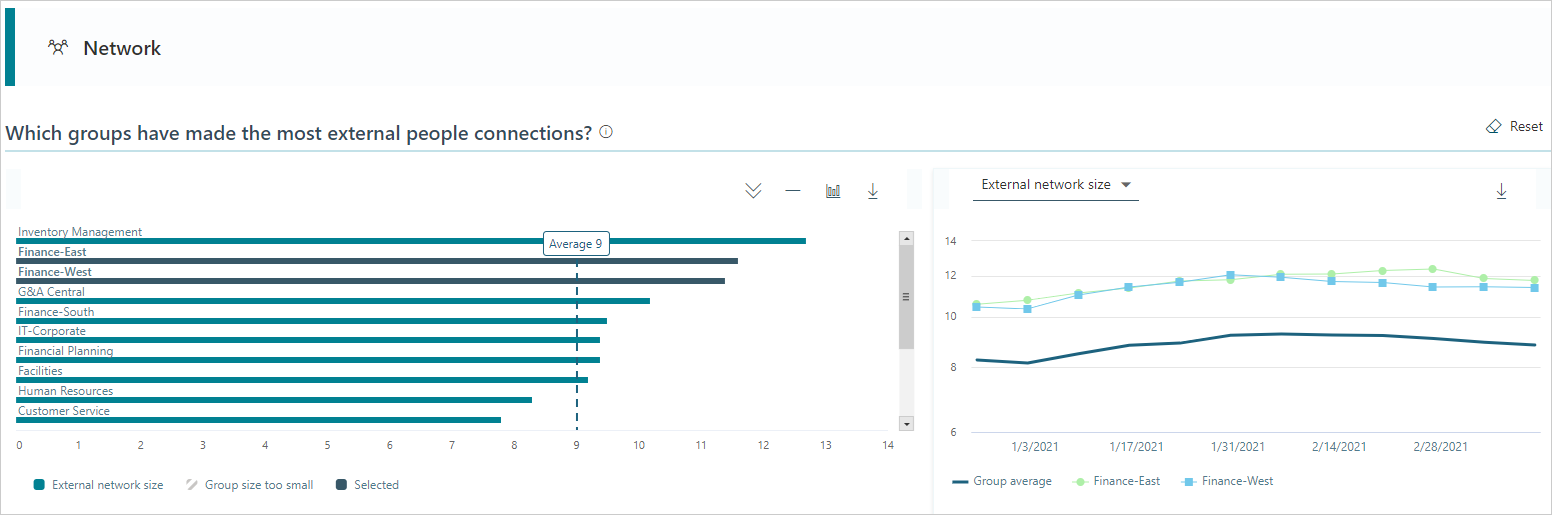 Network
Which groups have made the most external people connections?
Reset
Inventory Management
Finance-East
Finance-West
G&A Central
Finance-South
IT-Corporate
Financial Planning
Facilities
Human Resources
Customer Service
Average 9
0 1 2 3 4 5 6 7 8 9 10 11 12 13 14
External network size Group size too small Selected
External network size
14
12
10
8
6
1/3/2021 1/17/2021 1/31/2021 2/14/2021 2/28/2021
Group average Finance-East Finance-West